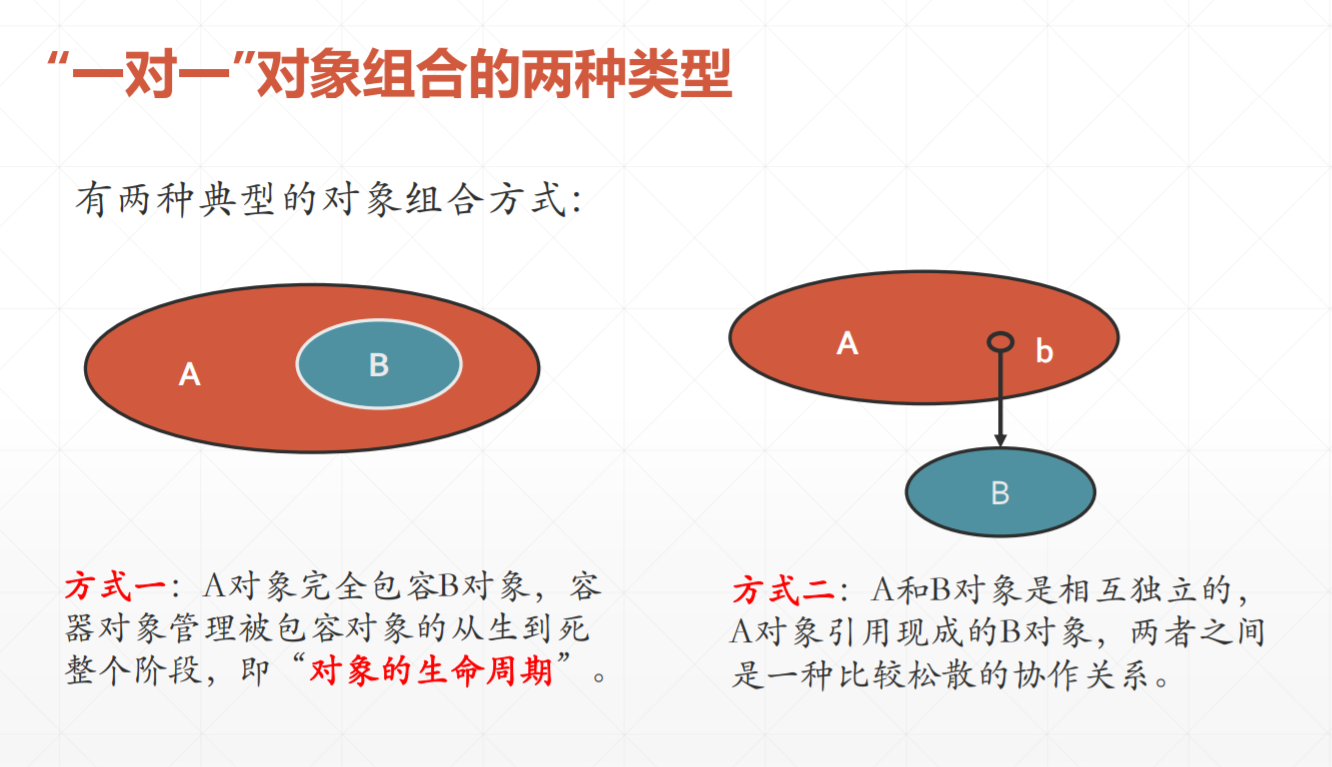 “一对一”对象组合的两种类型
有两种典型的对象组合方式：
A
B
A
b
B
方式一：A对象完全包容B对象，容
器对象管理被包容对象的从生到死
整个阶段，即“对象的生命周期”。
方式二：A和B对象是相互独立的，
A对象引用现成的B对象，两者之间
是一种比较松散的协作关系。